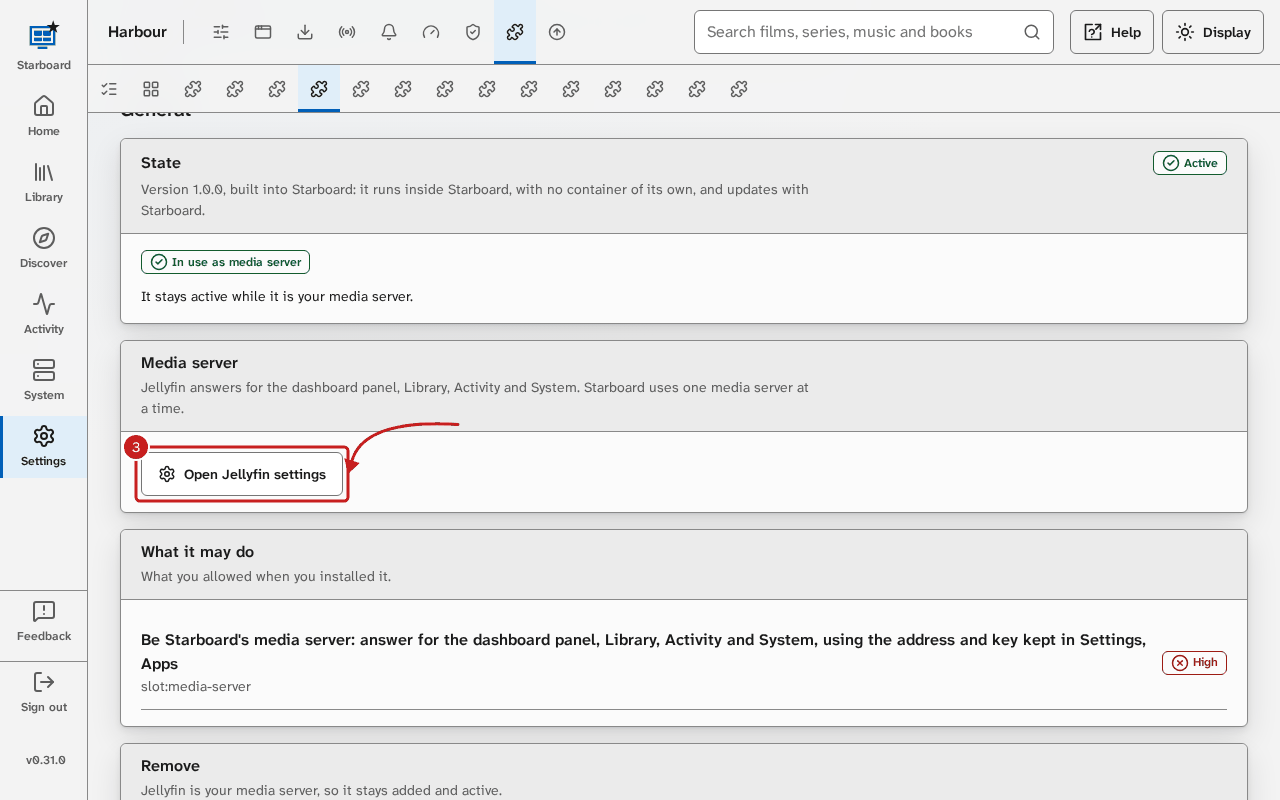 Starboard
Home
Library
Discover
Activity
System
Settings
Feedback
Sign out
v0.31.0
Harbour
Search films, series, music and books
Help
Display
General
State
Active
Version 1.0.0, built into Starboard: it runs inside Starboard, with no container of its own, and updates with
Starboard.
In use as media server
It stays active while it is your media server.
Media server
Jellyfin answers for the dashboard panel, Library, Activity and System. Starboard uses one media server at
a time.
3
Open Jellyfin settings
What it may do
What you allowed when you installed it.
Be Starboard's media server: answer for the dashboard panel, Library, Activity and System, using the address and key kept in Settings,
Apps
High
slot:media-server
Remove
Jellyfin is your media server, so it stays added and active.